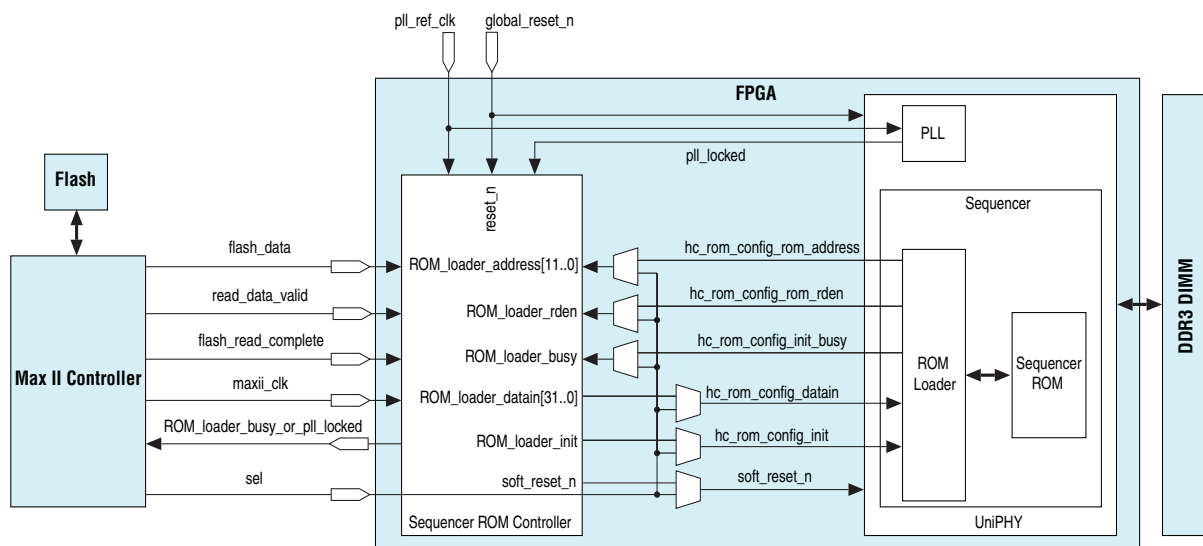 pll_ref_clk
global_reset_n
FPGA
PLL
pll_locked
Flash
reset_n
Sequencer
flash_data
ROM_loader_address[11..0]
hc_rom_config_rom_address
read_data_valid
ROM_loader_rden
hc_rom_config_rom_rden
flash_read_complete
ROM_loader_busy
hc_rom_config_init_busy
Max II Controller
ROM
Loader
Sequencer
ROM
DDR3 DIMM
maxii_clk
ROM_loader_datain[31..0]
hc_rom_config_datain
ROM_loader_busy_or_pll_locked
ROM_loader_init
hc_rom_config_init
sel
soft_reset_n
soft_reset_n
Sequencer ROM Controller
UniPHY